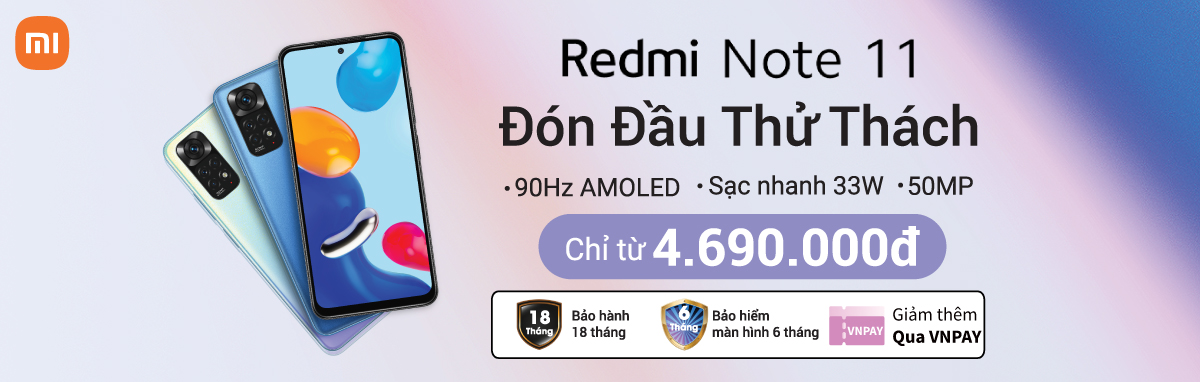 mi
Redmi Note 11
Đón Đầu Thử Thách
•90Hz AMOLED •Sạc nhanh 33W •50MP
Chỉ từ 4.690.000đ
18
Tháng
Bảo hành
18 tháng
6
Tháng
Bảo hiểm
màn hình 6 tháng
VNPAY
Giảm thêm
Qua VNPAY